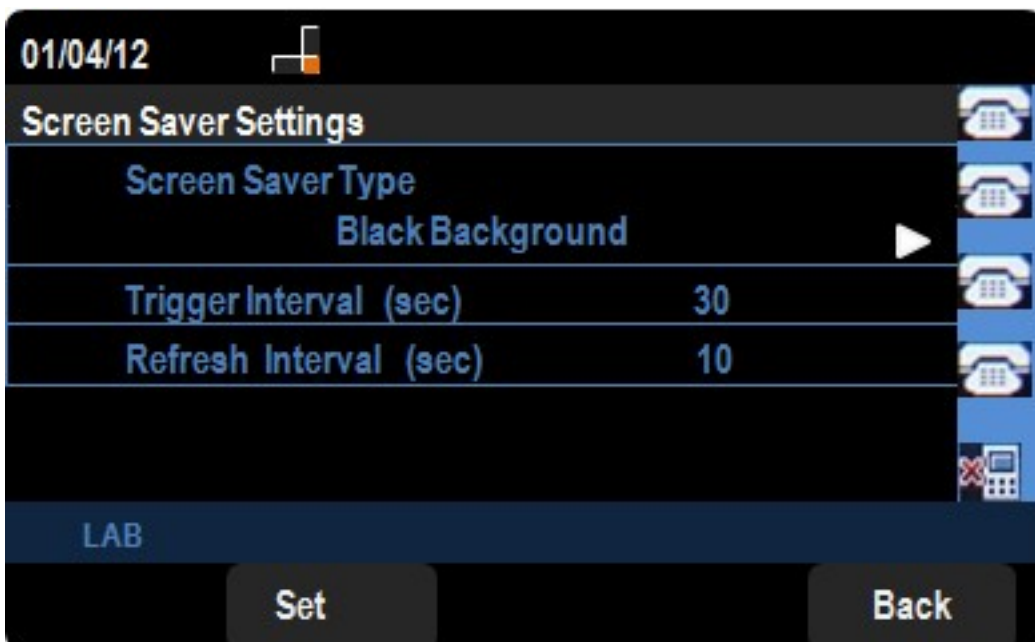 01/04/12
Screen Saver Settings
Screen Saver Type
Black Background
Trigger Interval (sec) 30
Refresh Interval (sec) 10
LAB
Set Back